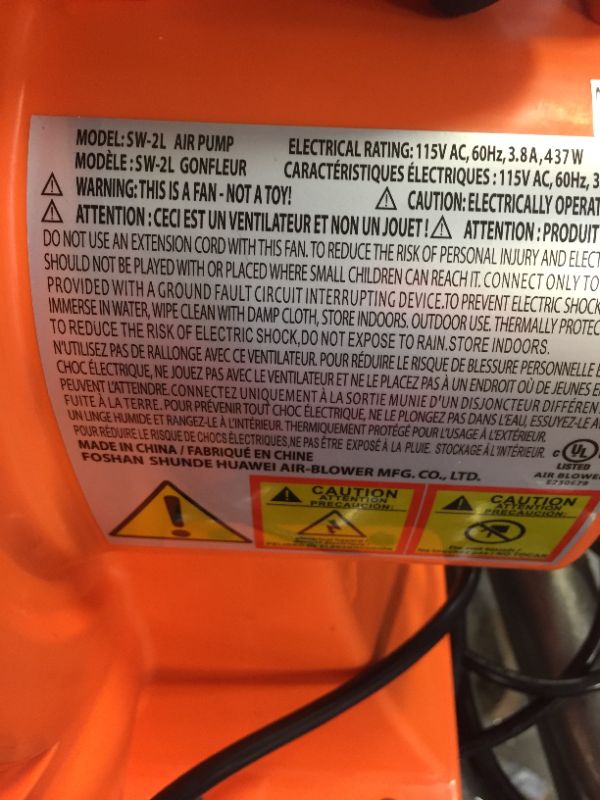 MODEL: SW-2L AIR PUMP ELECTRICAL RATING: 115V AC, 60Hz, 3.8A, 437W
MODÈLE : SW-2L GONFLEUR CARACTÉRISTIQUES ÉLECTRIQUES : 115V AC, 60Hz, 3
WARNING: THIS IS A FAN - NOT A TOY! CAUTION: ELECTRICALLY OPERAT
ATTENTION : CECI EST UN VENTILATEUR ET NON UN JOUET ! ATTENTION : PRODUIT
DO NOT USE AN EXTENSION CORD WITH THIS FAN. TO REDUCE THE RISK OF PERSONAL INJURY AND ELECT
SHOULD NOT BE PLAYED WITH OR PLACED WHERE SMALL CHILDREN CAN REACH IT. CONNECT ONLY TO
PROVIDED WITH A GROUND FAULT CIRCUIT INTERRUPTING DEVICE.TO PREVENT ELECTRIC SHOCK
IMMERSE IN WATER, WIPE CLEAN WITH DAMP CLOTH, STORE INDOORS. OUTDOOR USE. THERMALLY PROTEC
TO REDUCE THE RISK OF ELECTRIC SHOCK,DO NOT EXPOSE TO RAIN.STORE INDOORS.
N'UTILISEZ PAS DE RALLONGE AVEC CE VENTILATEUR. POUR RÉDUIRE LE RISQUE DE BLESSURE PERSONNELLE E
CHOC ÉLECTRIQUE, NE JOUEZ PAS AVEC LE VENTILATEUR ET NE LE PLACEZ PAS À UN ENDROIT OÙ DE JEUNES E
PEUVENT L'ATTEINDRE.CONNECTEZ UNIQUEMENT À LA SORTIE MUNIE D'UN DISJONCTEUR DIFFÉREN
FUITE À LA TERRE.. POUR PRÉVENIR TOUT CHOC ÉLECTRIQUE, NE LE PLONGEZ PAS DANS L'EAU, ESSUYEZ-LE A
UN LINGE HUMIDE ET RANGEZ-LE À L'INTÉRIEUR. THERMIQUEMENT PROTÉGÉ POUR L'USAGE À L'EXTÉRIEUR.
POUR RÉDUIRE LE RISQUE DE CHOCS ÉLECTRIQUES,NE PAS ÊTRE EXPOSÉ À LA PLUIE. STOCKAGE À L'INTÉRIEUR.
MADE IN CHINA / FABRIQUÉ EN CHINE
FOSHAN SHUNDE HUAWEI AIR-BLOWER MFG. CO., LTD.
C UL
LISTED
AIR BLOWE
CAUTION
ATTENTION
PRECAUCIÓN:
CAUTION
ATTENTION
PRECAUCIÓN: